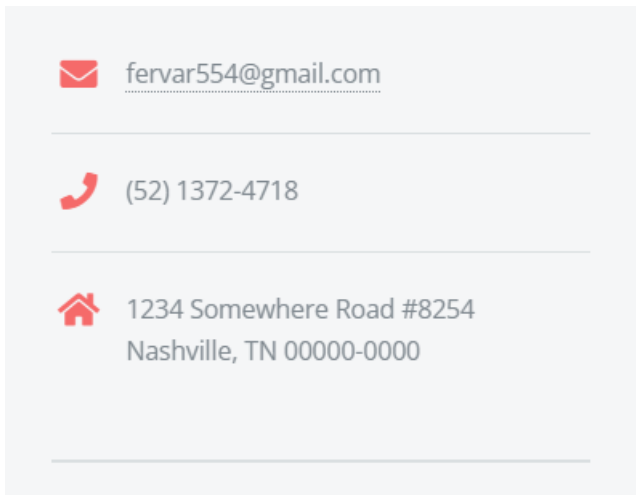 fervar554@gmail.com
(52) 1372-4718
1234 Somewhere Road #8254
Nashville, TN 00000-0000